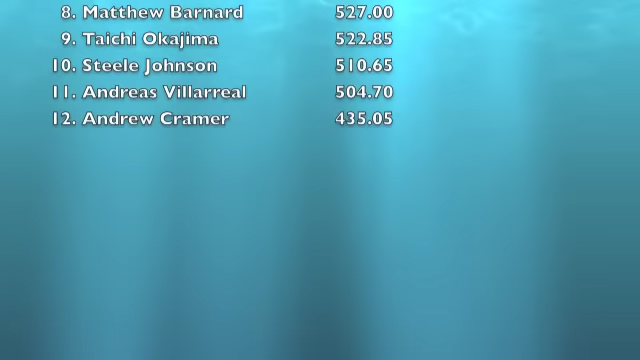 8. Matthew Barnard 527.00
9. Taichi Okajima 522.85
10. Steele Johnson 510.65
11. Andreas Villarreal 504.70
12. Andrew Cramer 435.05